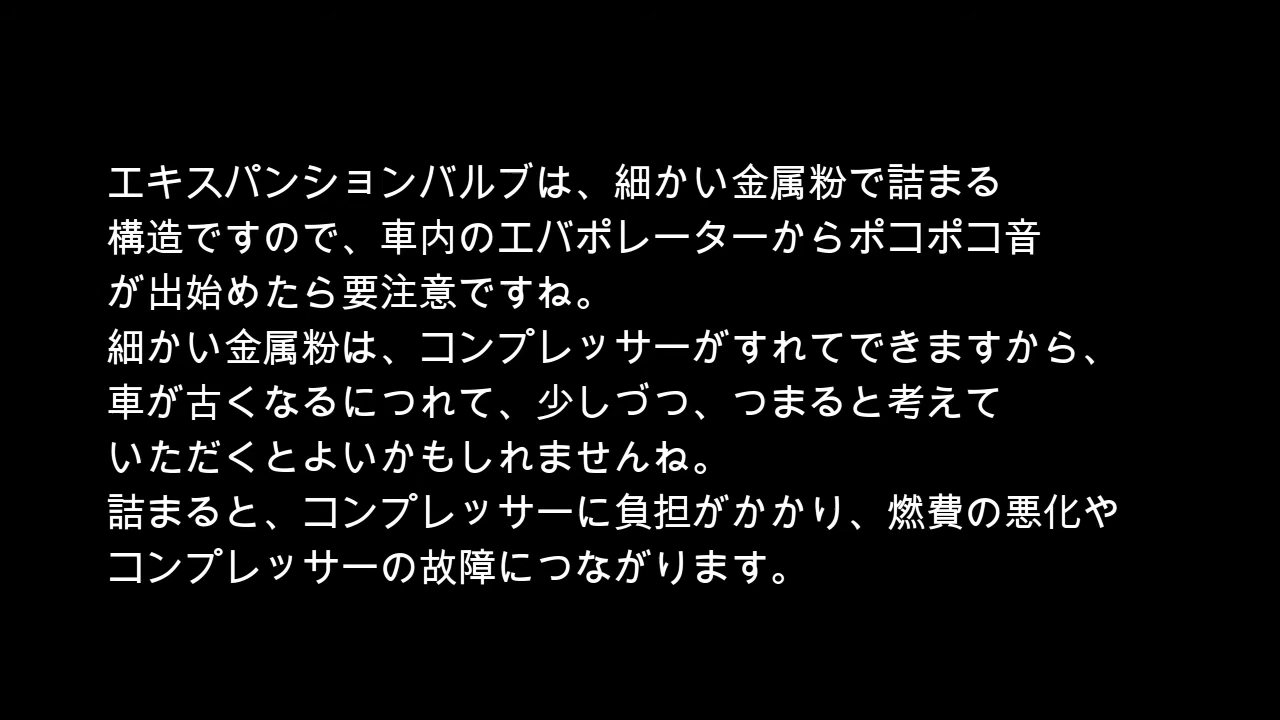 エキスパンションバルブは、細かい金属粉で詰まる
構造ですので、車内のエバポレーターからポコポコ音
が出始めたら要注意ですね。
細かい金属粉は、コンプレッサーがすれてできますから、
車が古くなるにつれて、少しづつ、つまると考えて
いただくとよいかもしれませんね。
詰まると、コンプレッサーに負担がかかり、燃費の悪化や
コンプレッサーの故障につながります。